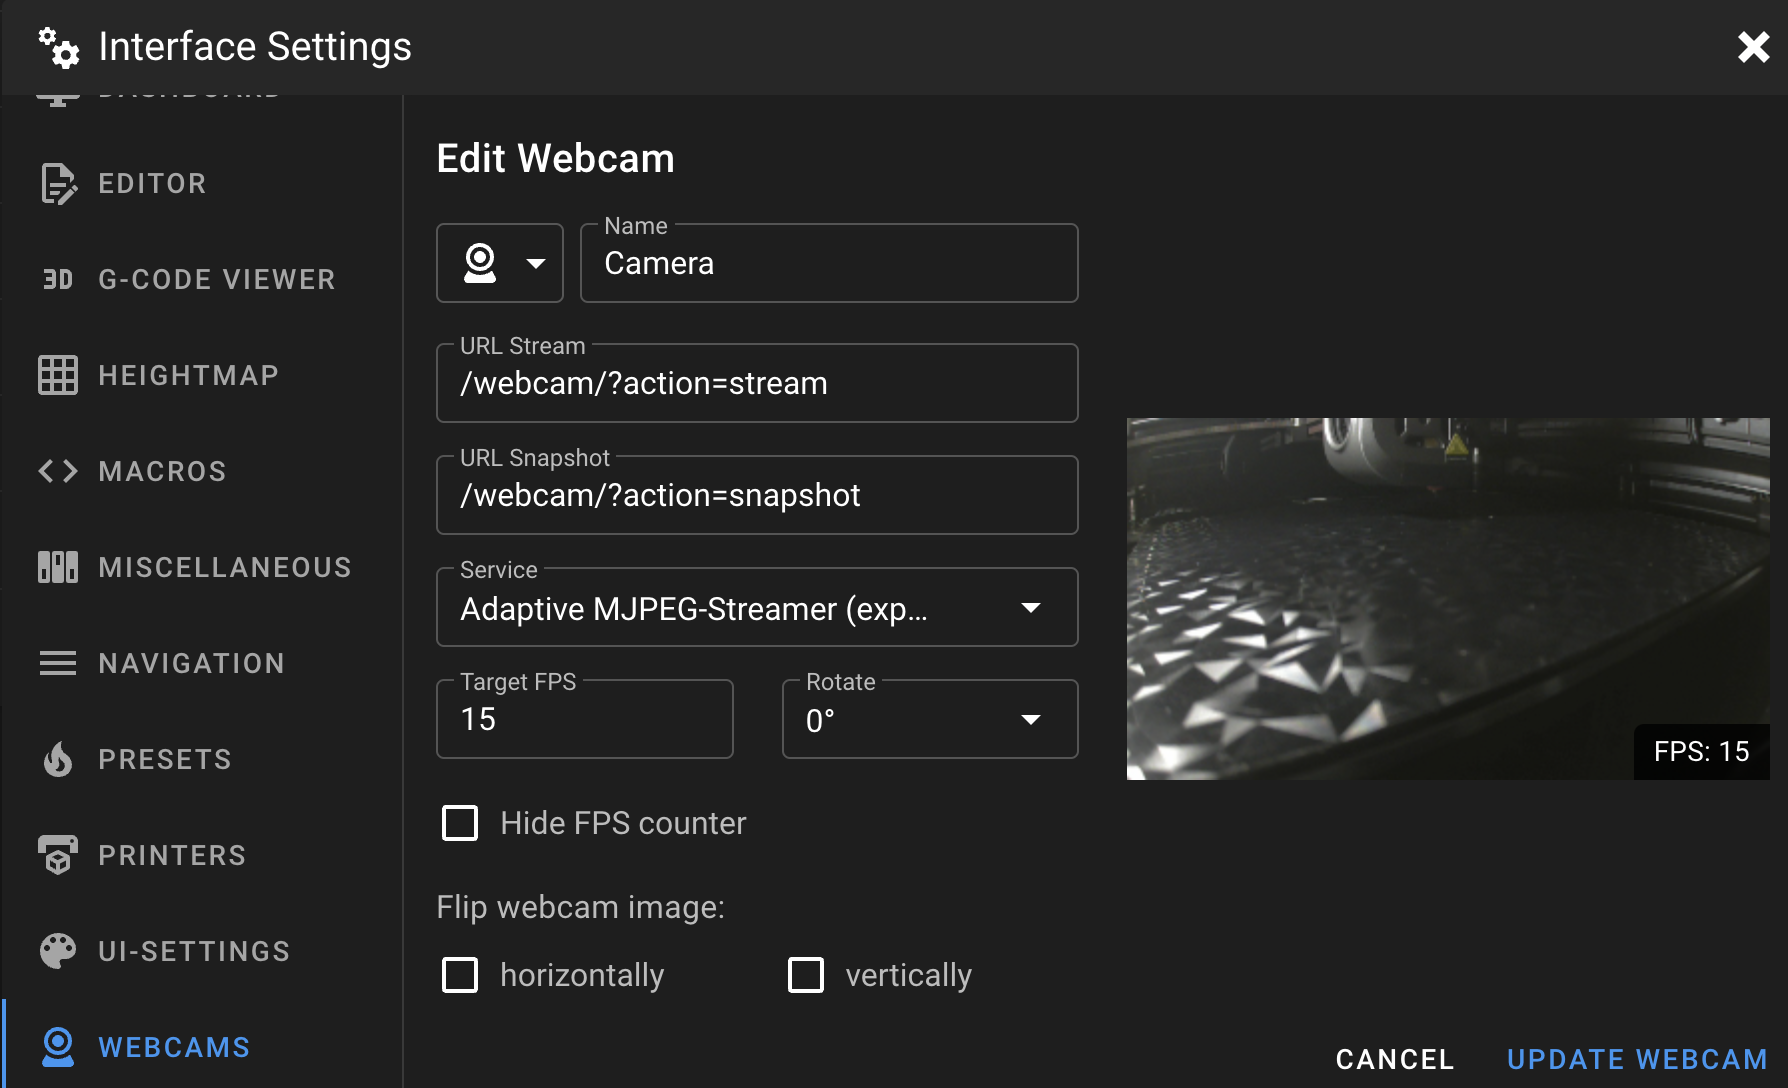 Interface Settings
DASHBOARD
EDITOR
3D G-CODE VIEWER
HEIGHTMAP
MACROS
MISCELLANEOUS
NAVIGATION
PRESETS
PRINTERS
UI-SETTINGS
WEBCAMS
Edit Webcam
Name
Camera
URL Stream
/webcam/?action=stream
URL Snapshot
/webcam/?action=snapshot
Service
Adaptive MJPEG-Streamer (exp...
Target FPS
15
Rotate
0°
Hide FPS counter
Flip webcam image:
horizontally
vertically
FPS: 15
CANCEL
UPDATE WEBCAM